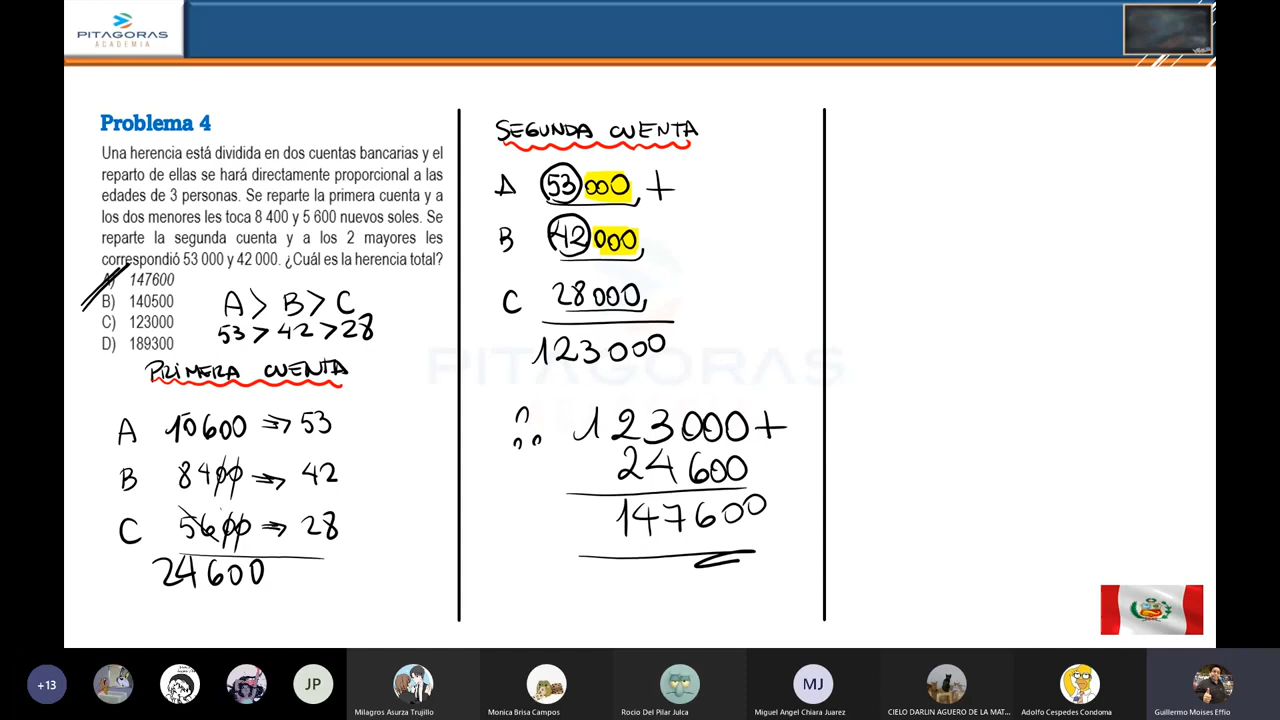 PITAGORAS
ACADEMIA
Problema 4
Una herencia está dividida en dos cuentas bancarias y el
reparto de ellas se hará directamente proporcional a las
edades de 3 personas. Se reparte la primera cuenta y a
los dos menores les toca 8 400 y 5 600 nuevos soles. Se
reparte la segunda cuenta y a los 2 mayores les
correspondió 53 000 y 42 000. ¿Cuál es la herencia total?
A) 147600
B) 140500
C) 123000
D) 189300
A > B > C
53 > 42 > 28
PRIMERA CUENTA
A 10600 ⇒ 53
B 8400 ⇒ 42
C 5600 ⇒ 28
24600
SEGUNDA CUENTA
A 53000 +
B 42000
C 28000
123000
∴ 123000+
24600
147600
PITAGORAS
+13
JP
Milagros Asurza Trujillo
Monica Brisa Campos
Rocio Del Pilar Julca
MJ
Miguel Angel Chiara Juarez
CIELO DARLIN AGUERO DE LA MAT...
Adolfo Cespedes Condoma
Guillermo Moises Effio